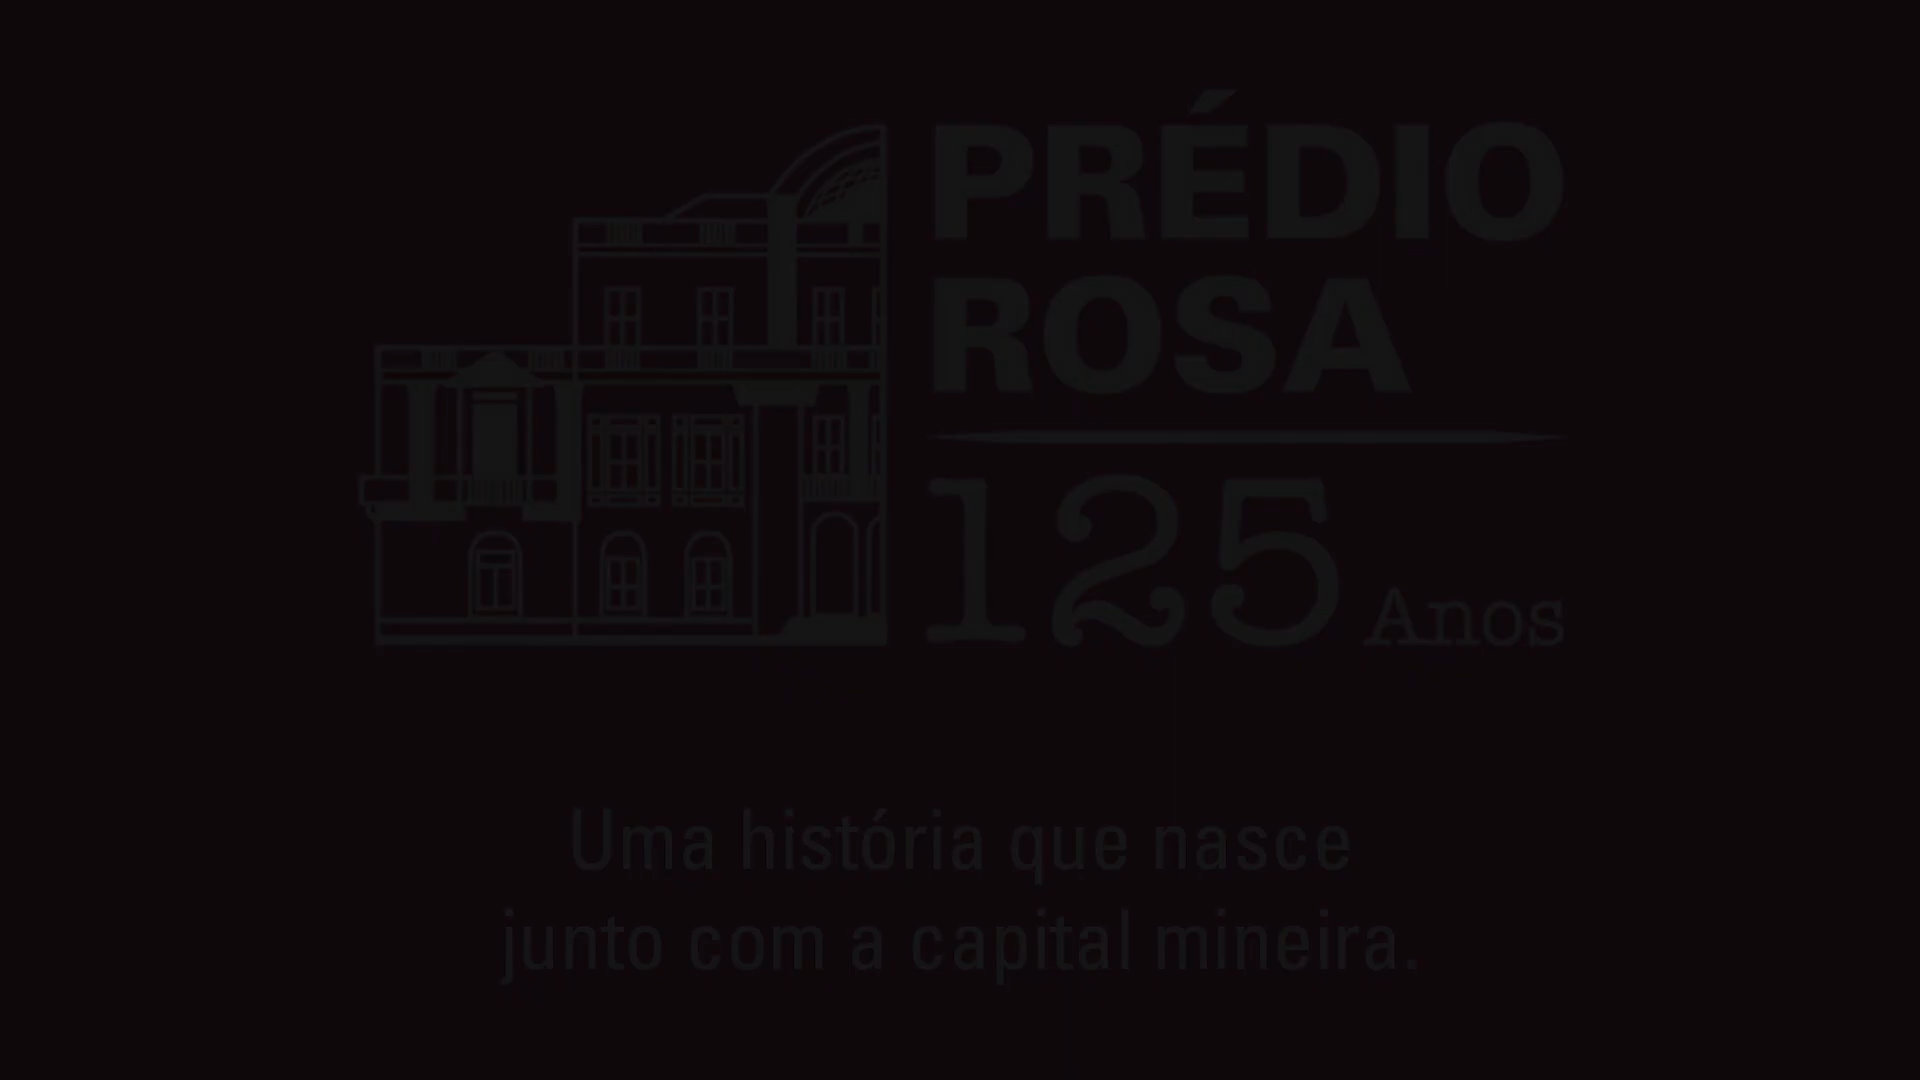 PRÉDIO
ROSA
125 Anos
Uma história que nasce
junto com a capital mineira.